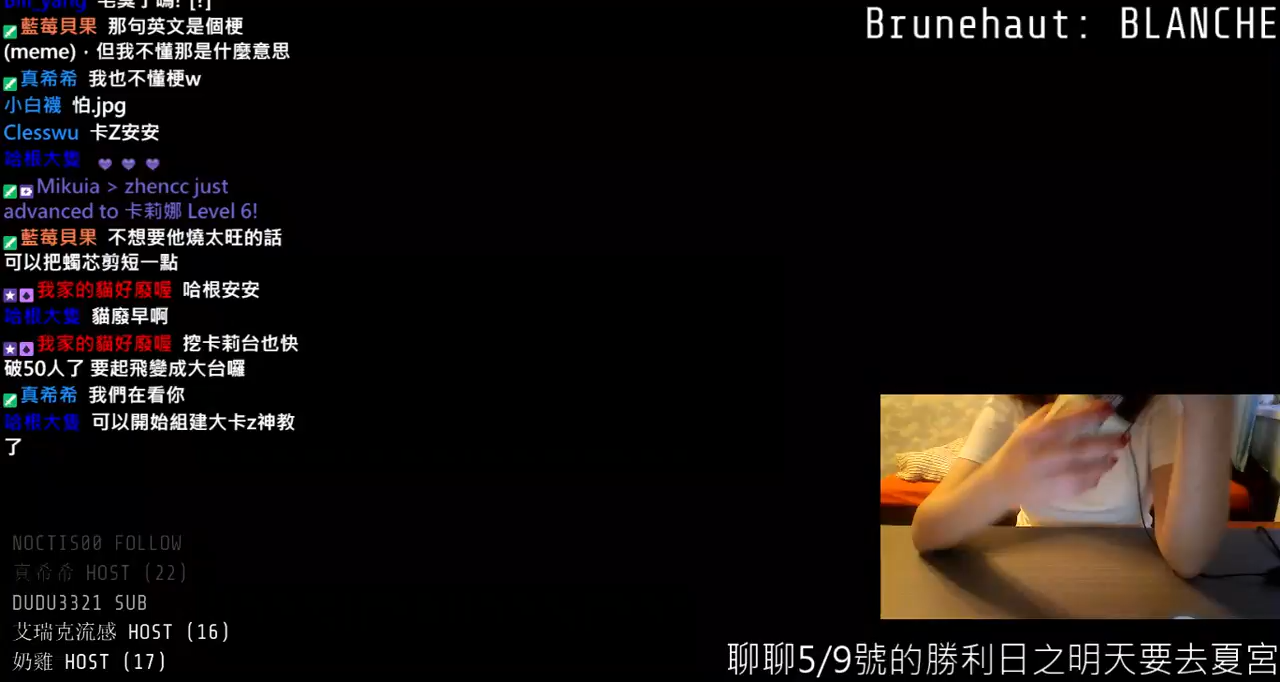 Brunehaut: BLANCHE
藍莓貝果 那句英文是個梗
(meme)，但我不懂那是什麼意思
真希希 我也不懂梗w
小白襪 怕.jpg
Clesswu 卡Z安安
哈根大隻
Mikuia > zhencc just
advanced to 卡莉娜 Level 6!
藍莓貝果 不想要他燒太旺的話
可以把蠋芯剪短一點
我家的貓好廢喔 哈根安安
哈根大隻 貓廢早啊
我家的貓好廢喔 挖卡莉台也快
破50人了 要起飛變成大台囉
真希希 我們在看你
哈根大隻 可以開始組建大卡z神教
了
NOCTIS00 FOLLOW
真希希 HOST (22)
DUDU3321 SUB
艾瑞克流感 HOST (16)
奶雞 HOST (17)
聊聊5/9號的勝利日之明天要去夏宮